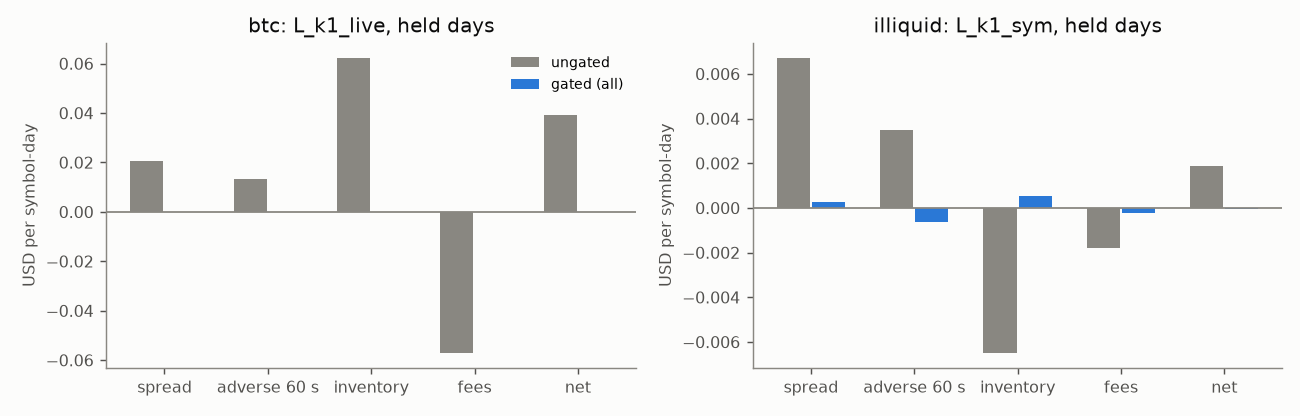 btc: L_k1_live, held days
USD per symbol-day
0.06
0.04
0.02
0.00
−0.02
−0.04
−0.06
ungated
gated (all)
spread adverse 60 s inventory fees net
illiquid: L_k1_sym, held days
USD per symbol-day
0.006
0.004
0.002
0.000
−0.002
−0.004
−0.006
spread adverse 60 s inventory fees net